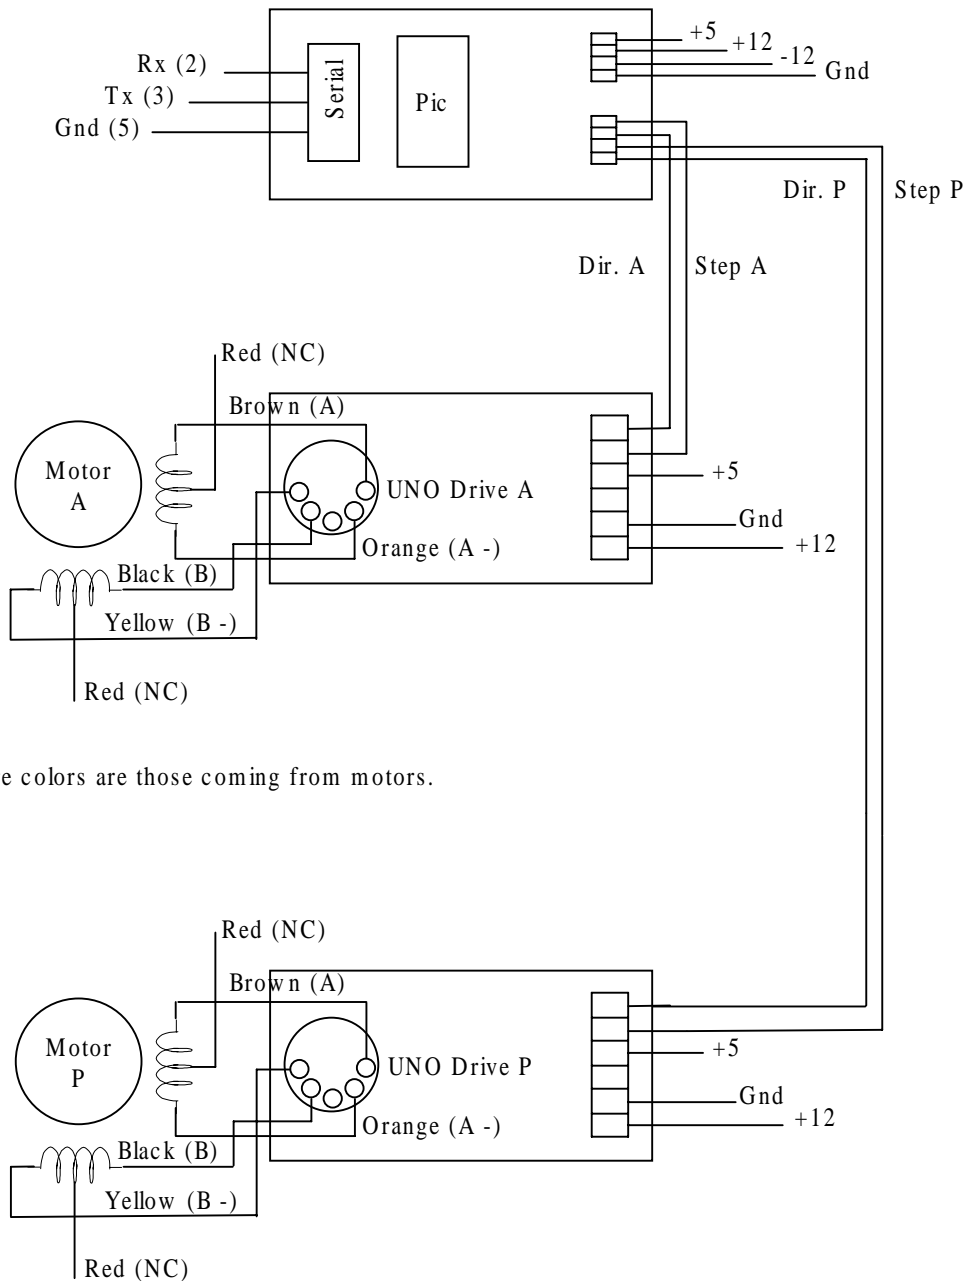 +5
+12
-12
Gnd
Rx (2)
Tx (3)
Gnd (5)
Serial
Pic
Dir. P
Step P
Dir. A
Step A
Red (NC)
Brown (A)
Motor
A
UNO Drive A
+5
Gnd
+12
Orange (A -)
Black (B)
Yellow (B -)
Red (NC)
e colors are those coming from motors.
Red (NC)
Brown (A)
Motor
P
UNO Drive P
+5
Gnd
+12
Orange (A -)
Black (B)
Yellow (B -)
Red (NC)